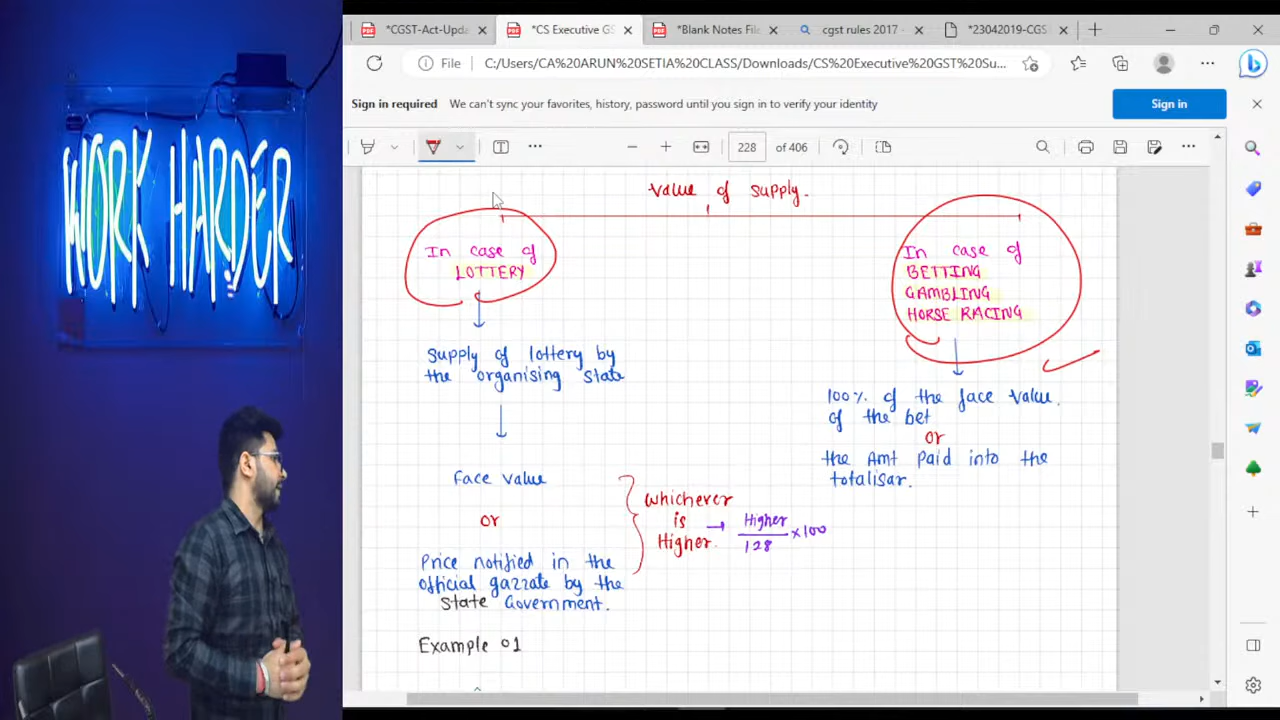 WORK HARDER
*CGST-Act-Upda
*CS Executive GS
*Blank Notes File
cgst rules 2017 -
*23042019-CGS
File
C:/Users/CA%20ARUN%20SETIA%20CLASS/Downloads/CS%20Executive%20GST%20Su...
Sign in required We can't sync your favorites, history, password until you sign in to verify your identity
Sign in
228 of 406
Value of Supply.
In case of
LOTTERY
In case of
BETTING
GAMBLING
HORSE RACING
Supply of lottery by
the organising State
100% of the face value.
of the bet
or
the Amt Paid into the
totalisar.
Face value
or
Price notified in the
official gazzate by the
State Government.
Whichever
is
Higher.
→ Higher
128
×100
Example 01